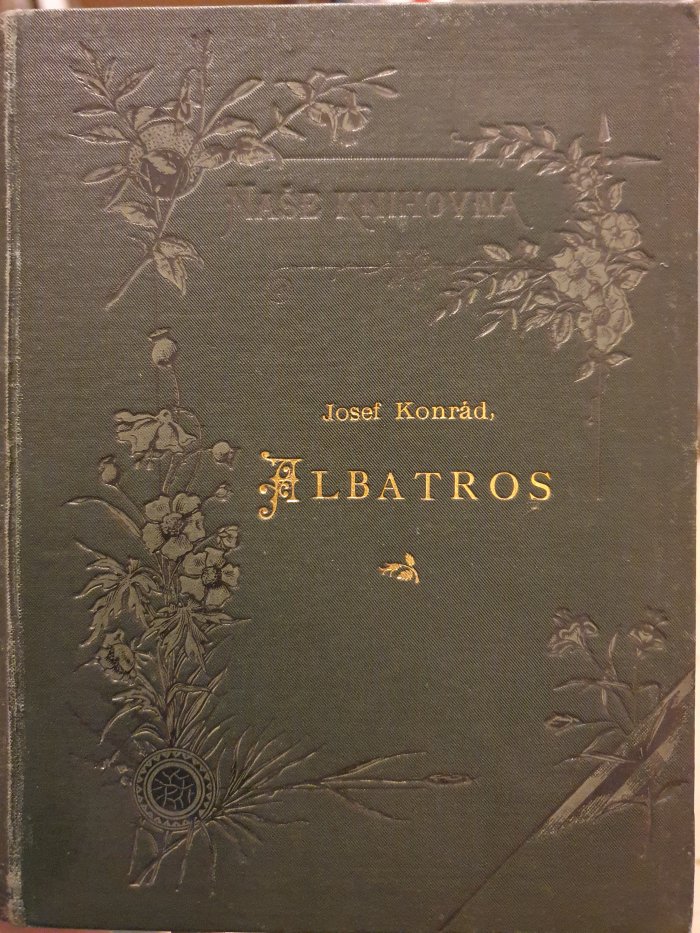 NAŠE KNIHOVNA
Josef Konrád,
ALBATROS